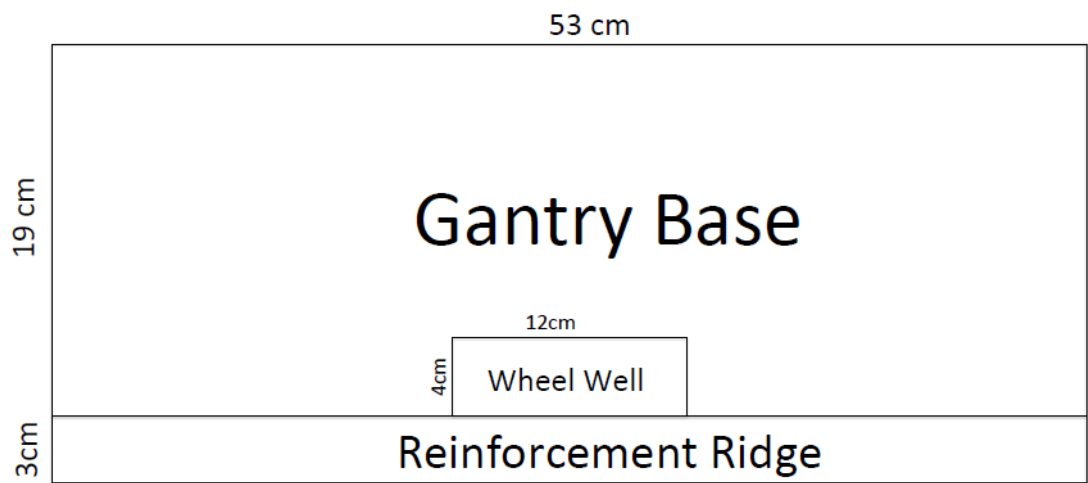 53 cm
19 cm
Gantry Base
12cm
4cm
Wheel Well
3cm
Reinforcement Ridge